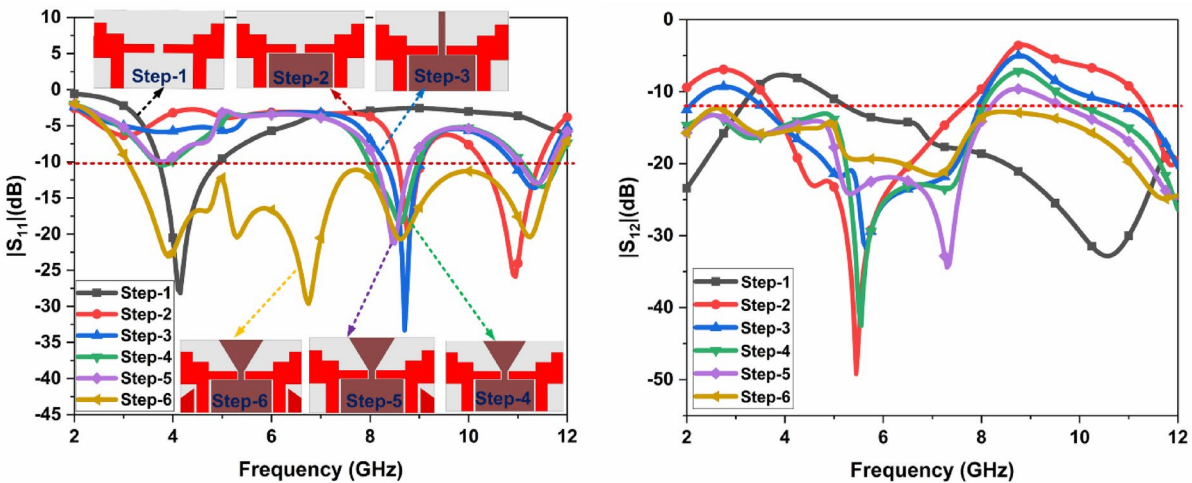 10
5
0
-5
-10
-15
-20
-25
-30
-35
-40
-45
|S11|(dB)
Step-1
Step-2
Step-3
Step-1
Step-2
Step-3
Step-4
Step-5
Step-6
Step-6
Step-5
Step-4
2 4 6 8 10 12
Frequency (GHz)
0
-10
-20
-30
-40
-50
|S12|(dB)
Step-1
Step-2
Step-3
Step-4
Step-5
Step-6
2 4 6 8 10 12
Frequency (GHz)